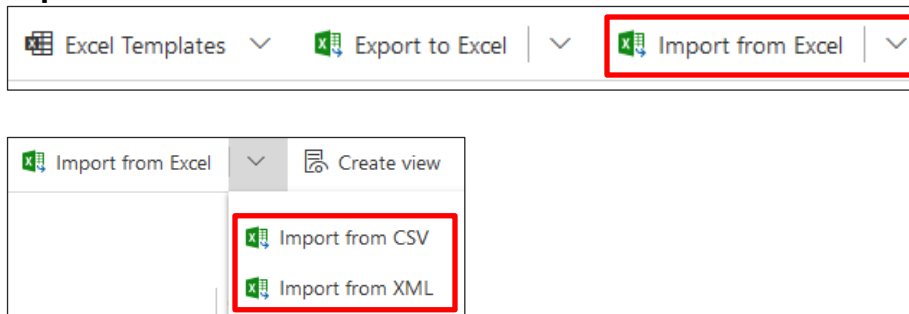 Excel Templates Export to Excel Import from Excel
Import from Excel Create view
Import from CSV
Import from XML